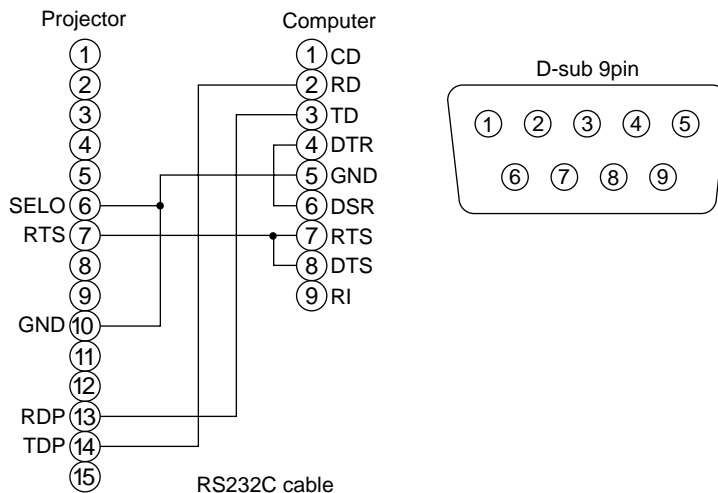 Projector
1
2
3
4
5
SELO 6
RTS 7
8
9
GND 10
11
12
RDP 13
TDP 14
15
Computer
1 CD
2 RD
3 TD
4 DTR
5 GND
6 DSR
7 RTS
8 DTS
9 RI
RS232C cable
D-sub 9pin
1 2 3 4 5
6 7 8 9